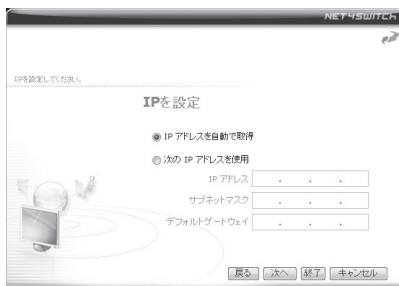 NET4SWITCH
IPを設定してください。
IPを設定
IP アドレスを自動で取得
次の IP アドレスを使用
IP アドレス . . .
サブネットマスク . . .
デフォルトゲートウェイ . . .
戻る 次へ 終了 キャンセル